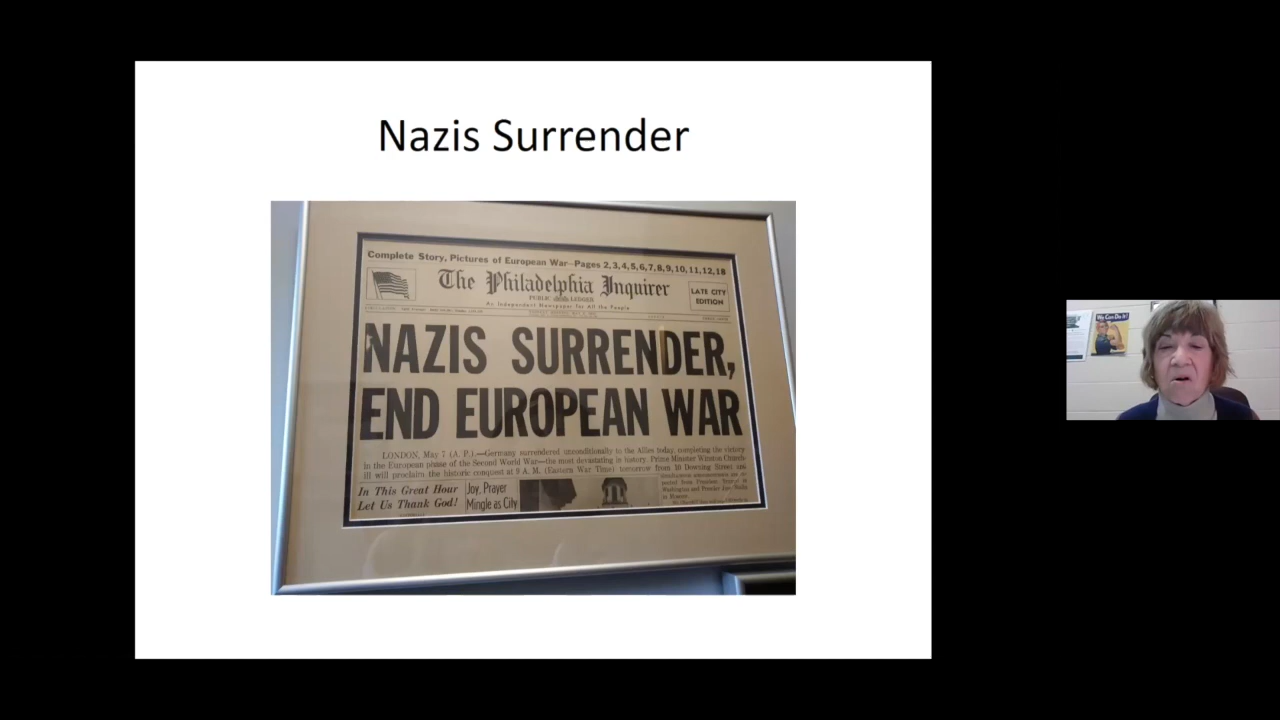 Nazis Surrender
Complete Story, Pictures of European War—Pages 2,3,4,5,6,7,8,9,10,11,12,18
The Philadelphia Inquirer
PUBLIC LEDGER
An Independent Newspaper for All the People
LATE CITY
EDITION
NAZIS SURRENDER,
END EUROPEAN WAR
LONDON, May 7 (A. P.).—Germany surrendered unconditionally to the Allies today, completing the victory
in the European phase of the Second World War—the most devastating in history. Prime Minister Winston Church-
ill will proclaim the historic conquest at 9 A. M. (Eastern War Time) tomorrow from 10 Downing Street and
In This Great Hour
Let Us Thank God!
Joy, Prayer
Mingle as City
We Can Do It!